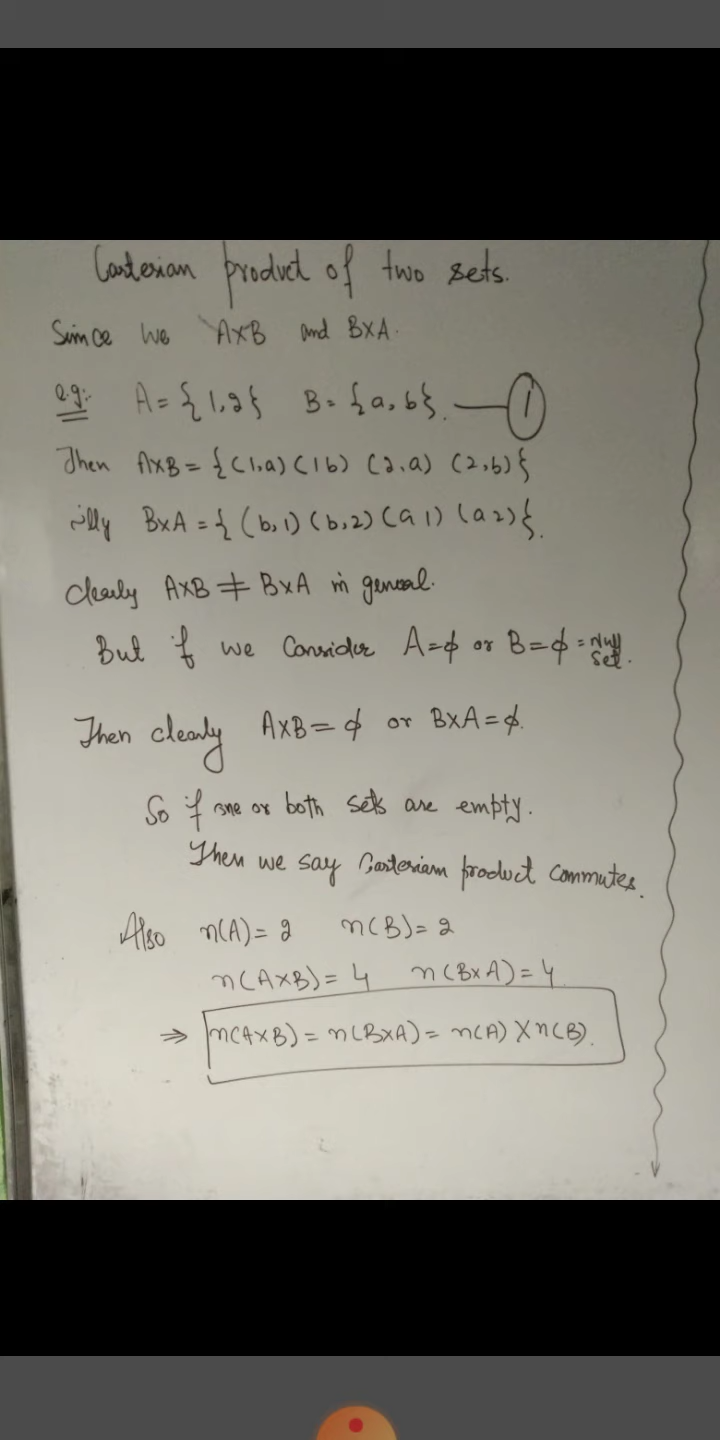 Cartesian product of two sets.
Since we AXB and BXA.
e.g:- A = {1,2} B = {a, b}. — 1
Then AXB = {(1,a) (1b) (2,a) (2,b)}
illy BXA = {(b,1) (b,2) (a 1) (a 2)}.
Clearly AXB ≠ BXA in general.
But if we Consider A=ϕ or B=ϕ = Null Set.
Then clearly AXB = ϕ or BXA = ϕ.
So if one or both sets are empty.
Then we say Cartesian product commutes.
Also n(A) = 2 n(B) = 2
n(AXB) = 4 n(BXA) = 4
⇒ n(AXB) = n(BXA) = n(A) X n(B).